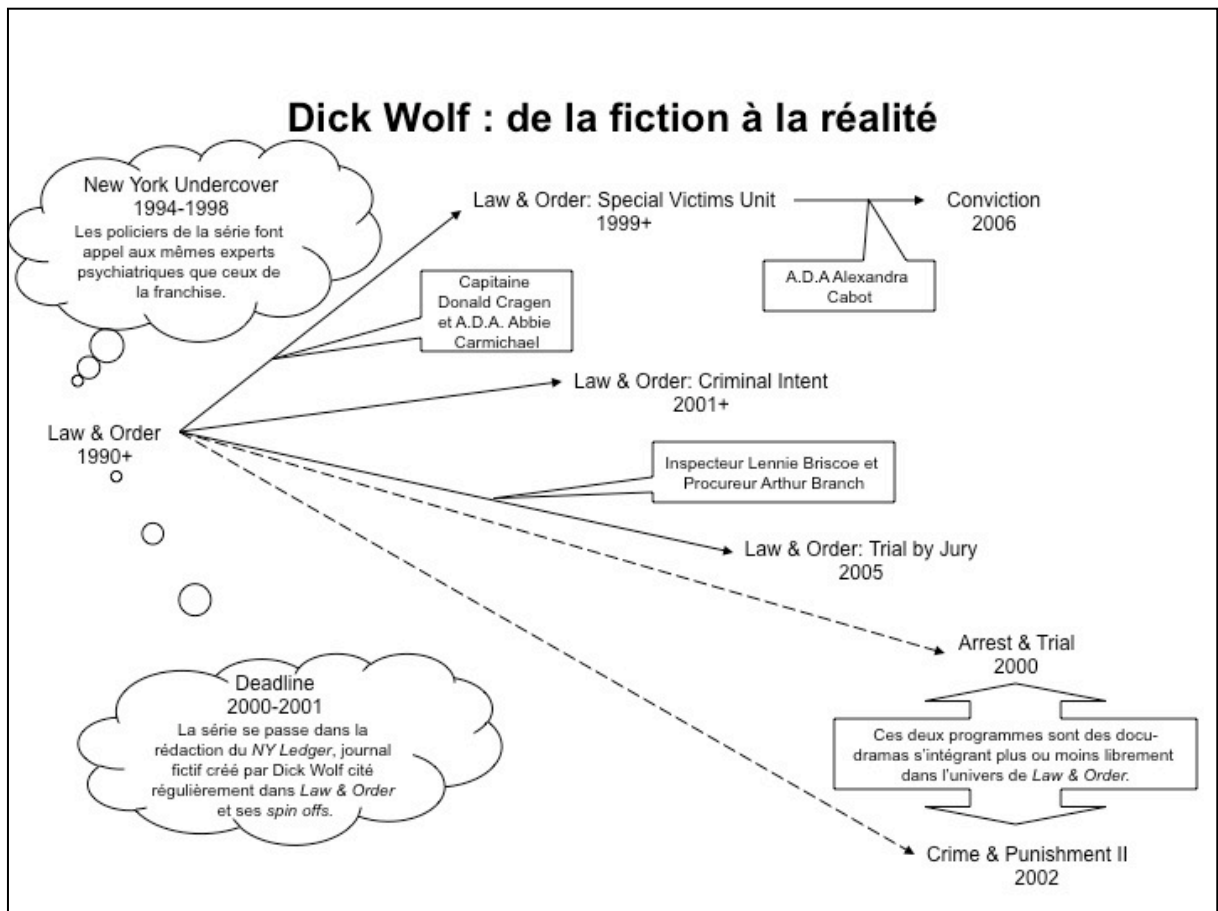 Dick Wolf : de la fiction à la réalité
New York Undercover
1994-1998
Les policiers de la série font
appel aux mêmes experts
psychiatriques que ceux de
la franchise.
Law & Order: Special Victims Unit
1999+
Conviction
2006
A.D.A Alexandra
Cabot
Capitaine
Donald Cragen
et A.D.A. Abbie
Carmichael
Law & Order: Criminal Intent
2001+
Law & Order
1990+
Inspecteur Lennie Briscoe et
Procureur Arthur Branch
Law & Order: Trial by Jury
2005
Arrest & Trial
2000
Deadline
2000-2001
La série se passe dans la
rédaction du NY Ledger, journal
fictif créé par Dick Wolf cité
régulièrement dans Law & Order
et ses spin offs.
Ces deux programmes sont des docu-
dramas s'intégrant plus ou moins librement
dans l'univers de Law & Order.
Crime & Punishment II
2002